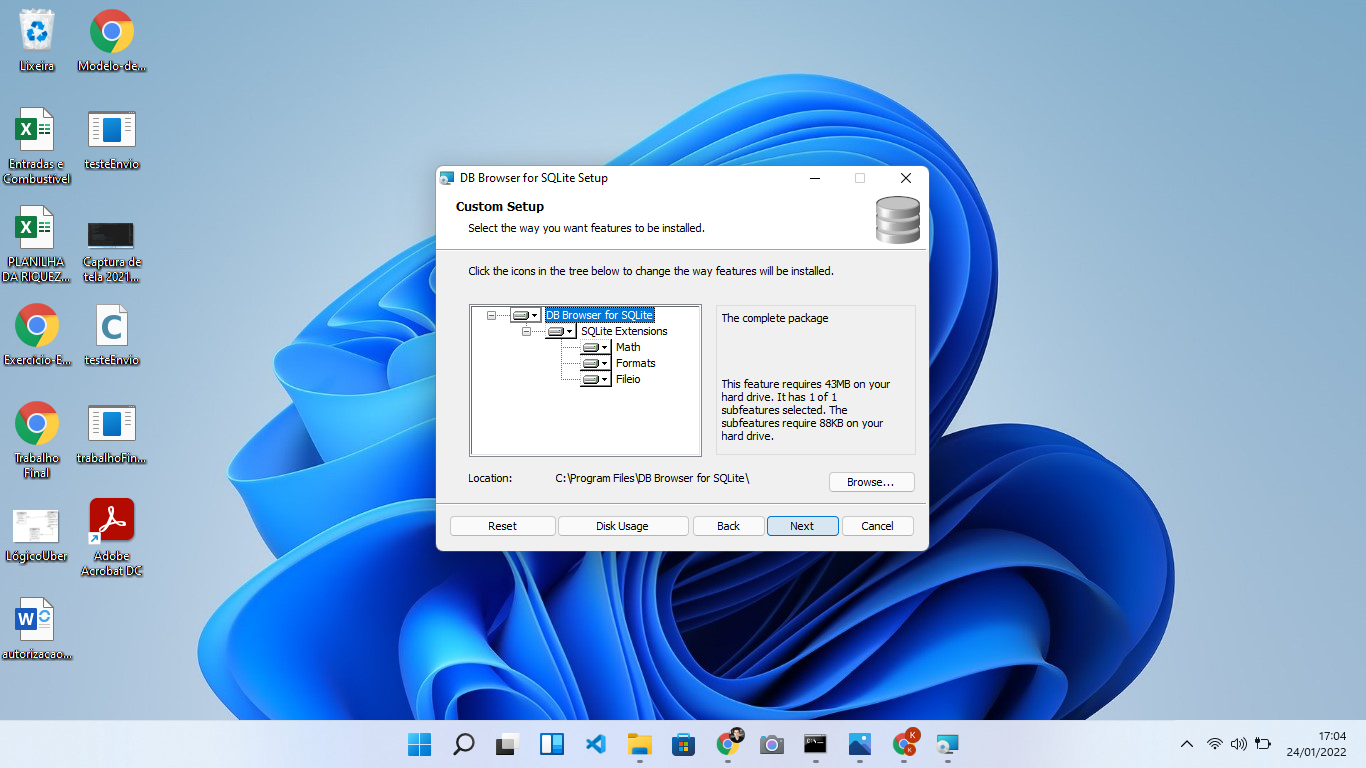 Lixeira
Modelo-de...
Entradas e
Combustível
testeEnvio
PLANILHA
DA RIQUEZ...
Captura de
tela 2021...
Exercício-E...
testeEnvio
Trabalho
Final
trabalhoFin...
LógicoUber
Adobe
Acrobat DC
autorizacao...
DB Browser for SQLite Setup
Custom Setup
Select the way you want features to be installed.
Click the icons in the tree below to change the way features will be installed.
DB Browser for SQLite
SQLite Extensions
Math
Formats
Fileio
The complete package
This feature requires 43MB on your
hard drive. It has 1 of 1
subfeatures selected. The
subfeatures require 88KB on your
hard drive.
Location: C:\Program Files\DB Browser for SQLite\
Browse...
Reset Disk Usage Back Next Cancel
17:04
24/01/2022